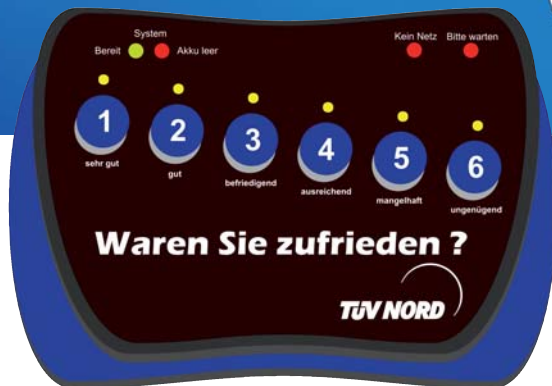 System
Bereit Akku leer
Kein Netz Bitte warten
1 2 3 4 5 6
sehr gut gut befriedigend ausreichend mangelhaft ungenügend
Waren Sie zufrieden ?
TÜV NORD